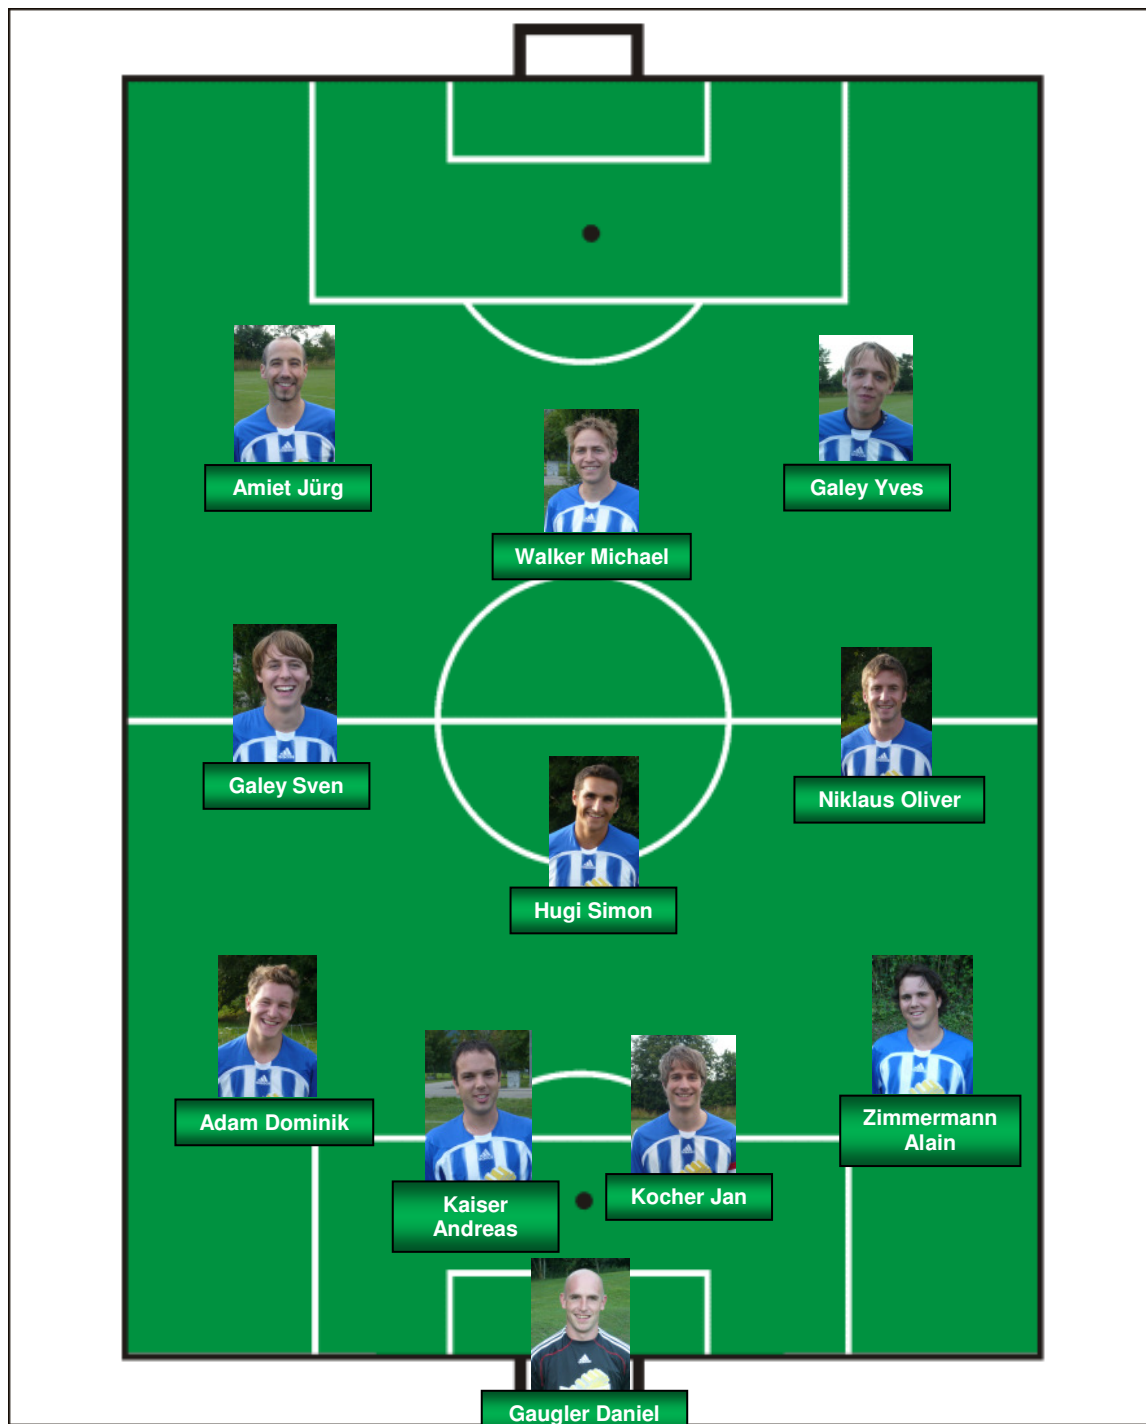 Amiet Jürg
Galey Yves
Walker Michael
Galey Sven
Niklaus Oliver
Hugi Simon
Adam Dominik
Zimmermann
Alain
Kaiser
Andreas
Kocher Jan
Gaugler Daniel